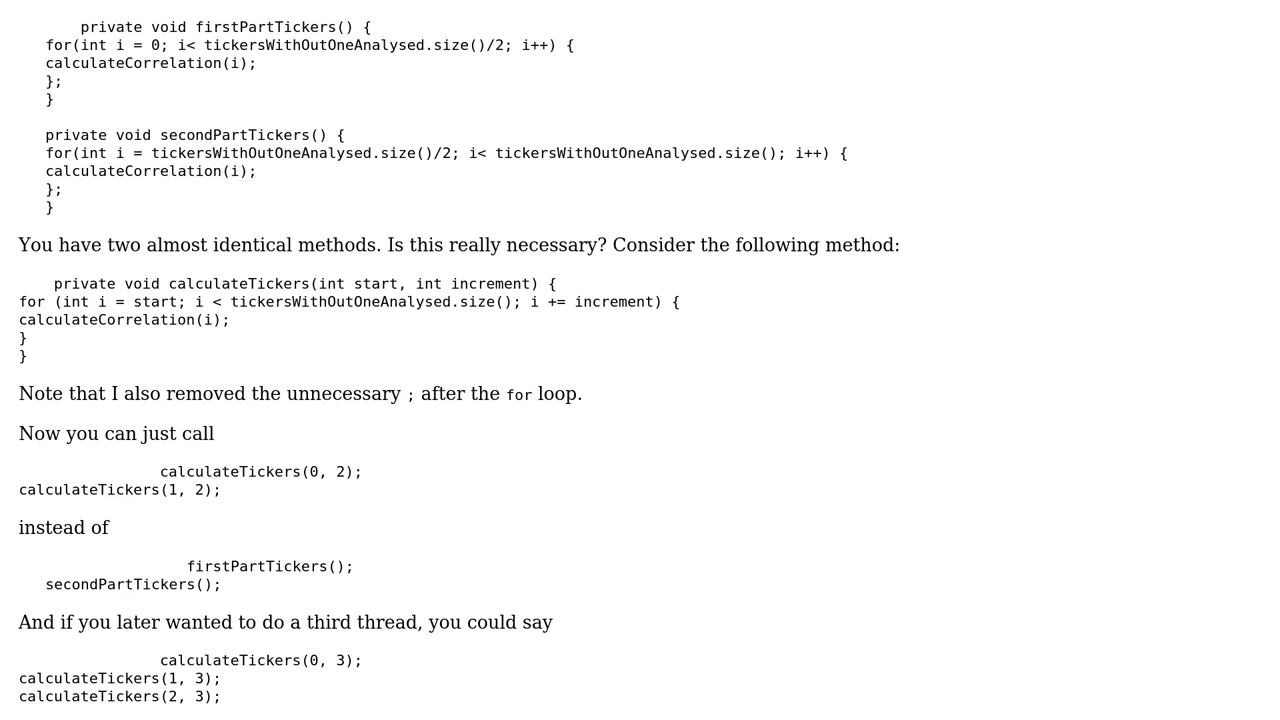 private void firstPartTickers() {
for(int i = 0; i< tickersWithOutOneAnalysed.size()/2; i++) {
calculateCorrelation(i);
};
}
private void secondPartTickers() {
for(int i = tickersWithOutOneAnalysed.size()/2; i< tickersWithOutOneAnalysed.size(); i++) {
calculateCorrelation(i);
};
}
You have two almost identical methods. Is this really necessary? Consider the following method:
private void calculateTickers(int start, int increment) {
for (int i = start; i < tickersWithOutOneAnalysed.size(); i += increment) {
calculateCorrelation(i);
}
}
Note that I also removed the unnecessary ; after the for loop.
Now you can just call
calculateTickers(0, 2);
calculateTickers(1, 2);
instead of
firstPartTickers();
secondPartTickers();
And if you later wanted to do a third thread, you could say
calculateTickers(0, 3);
calculateTickers(1, 3);
calculateTickers(2, 3);